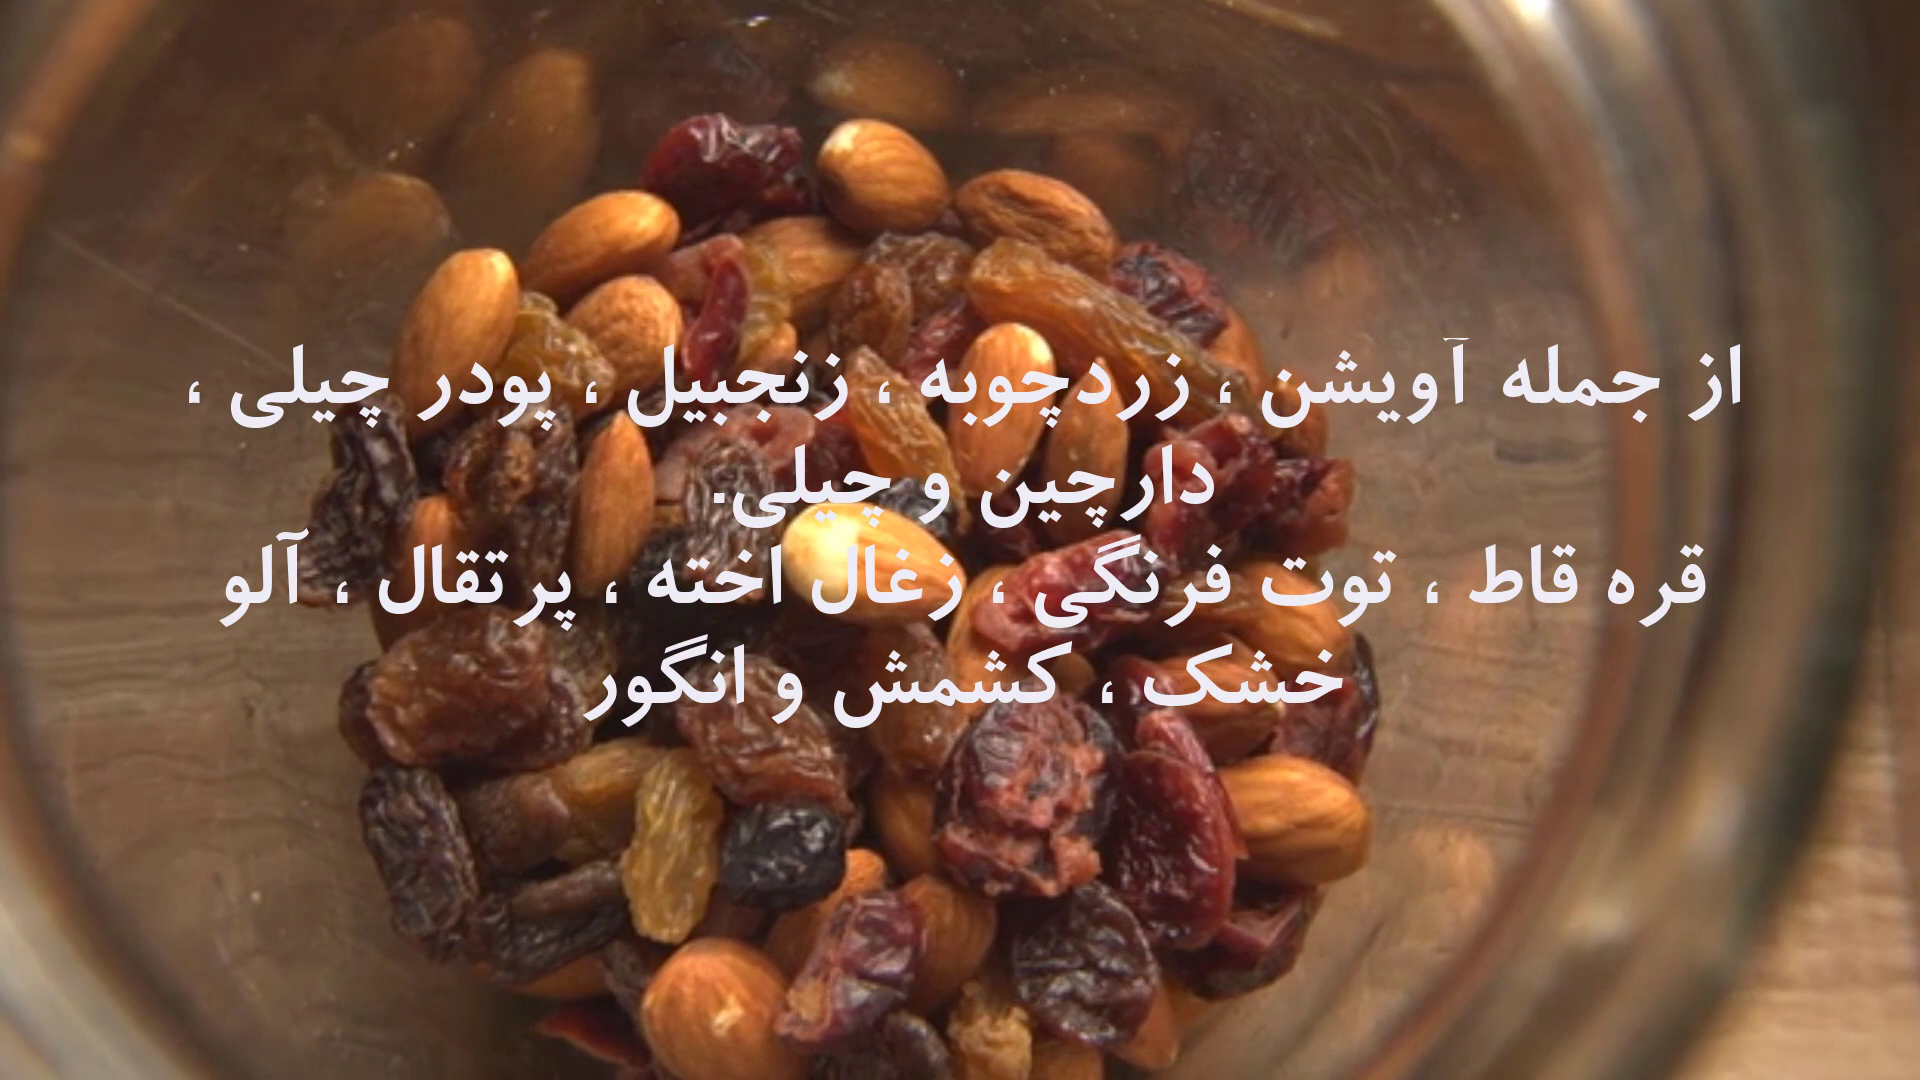 از جمله آویشن ، زردچوبه ، زنجبیل ، پودر چیلی ،
دارچین و چیلی.
قره قاط ، توت فرنگی ، زغال اخته ، پرتقال ، آلو
خشک ، کشمش و انگور